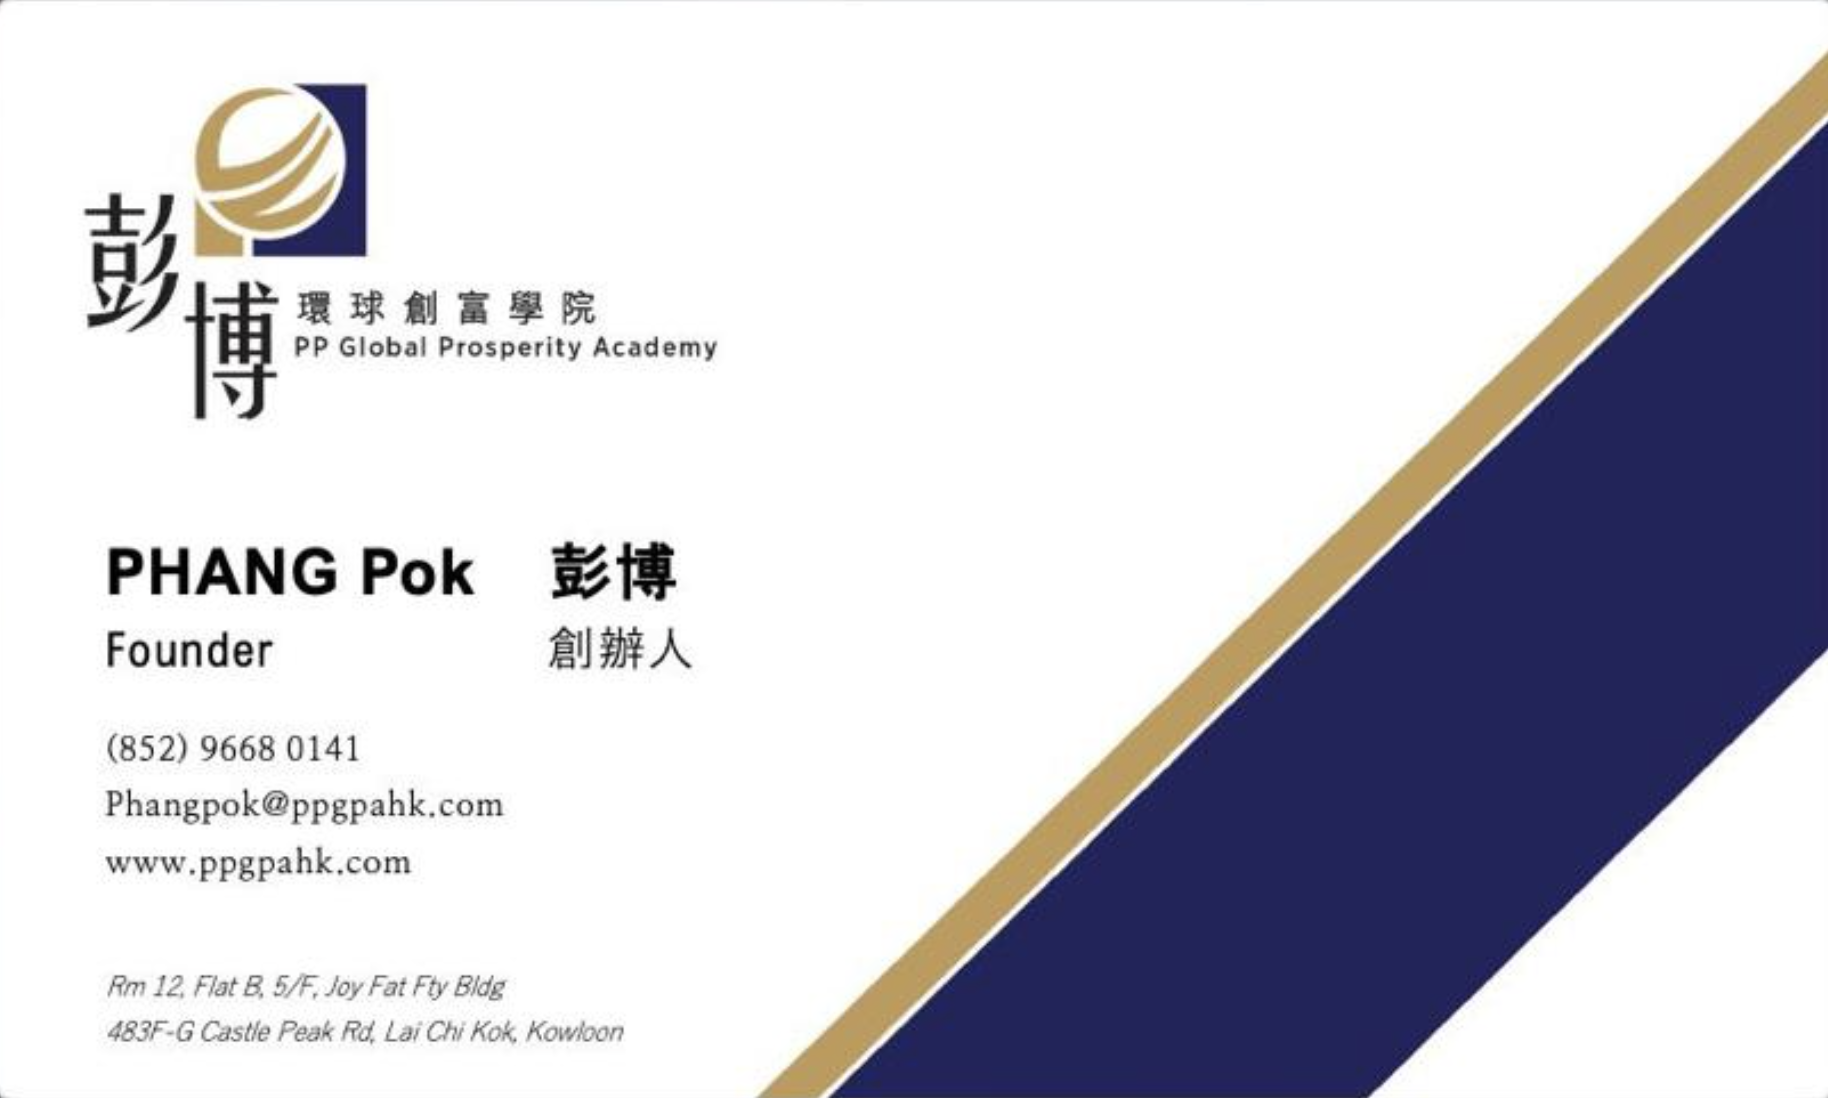 彭博
環球創富學院
PP Global Prosperity Academy
PHANG Pok 彭博
Founder 創辦人
(852) 9668 0141
Phangpok@ppgpahk.com
www.ppgpahk.com
Rm 12, Flat B, 5/F, Joy Fat Fty Bldg
483F-G Castle Peak Rd, Lai Chi Kok, Kowloon